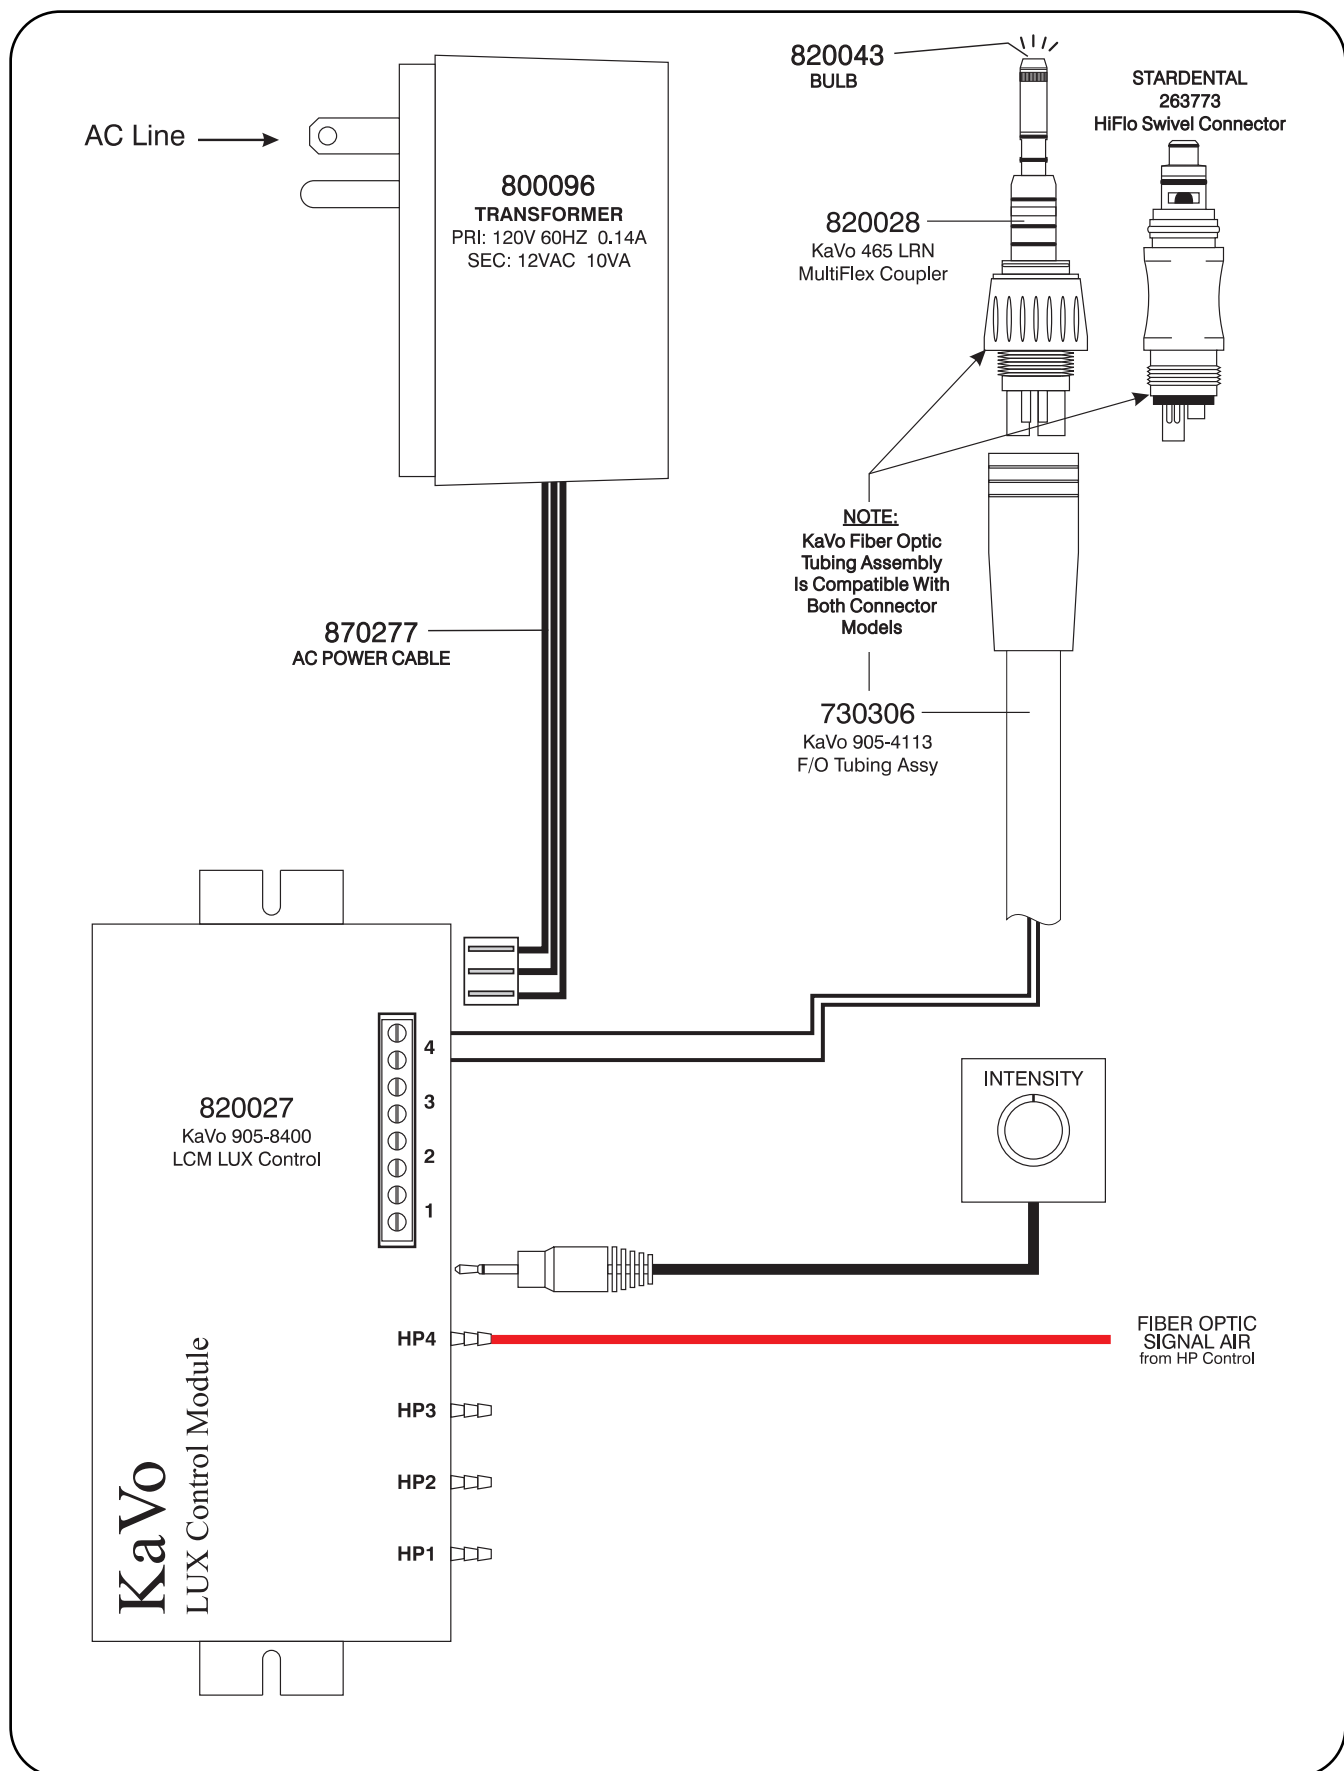 820043
BULB
STARDENTAL
263773
HiFlo Swivel Connector
AC Line
800096
TRANSFORMER
PRI: 120V 60HZ 0.14A
SEC: 12VAC 10VA
820028
KaVo 465 LRN
MultiFlex Coupler
NOTE:
KaVo Fiber Optic
Tubing Assembly
Is Compatible With
Both Connector
Models
870277
AC POWER CABLE
730306
KaVo 905-4113
F/O Tubing Assy
4
3
2
1
820027
KaVo 905-8400
LCM LUX Control
INTENSITY
HP4
HP3
HP2
HP1
FIBER OPTIC
SIGNAL AIR
from HP Control
KaVo
LUX Control Module